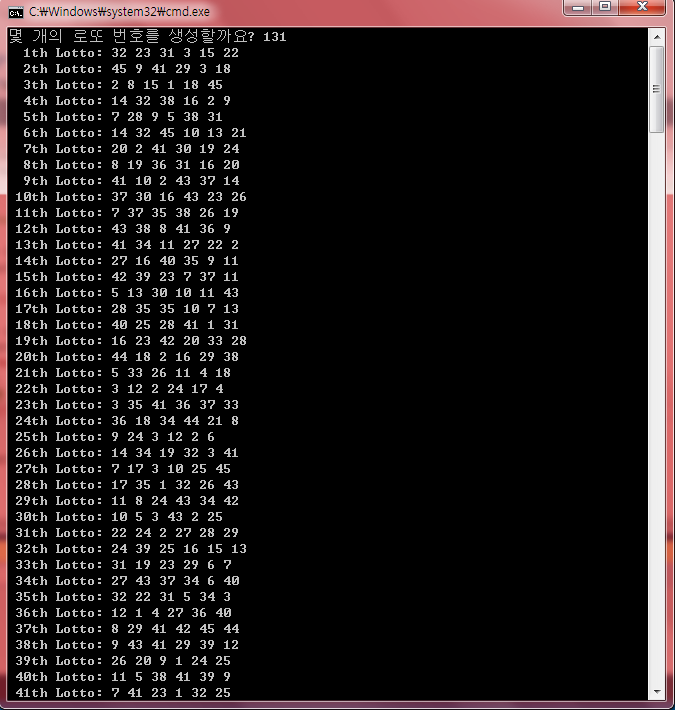 C:\Windows\system32\cmd.exe
몇 개의 로또 번호를 생성할까요? 131
1th Lotto: 32 23 31 3 15 22
2th Lotto: 45 9 41 29 3 18
3th Lotto: 2 8 15 1 18 45
4th Lotto: 14 32 38 16 2 9
5th Lotto: 7 28 9 5 38 31
6th Lotto: 14 32 45 10 13 21
7th Lotto: 20 2 41 30 19 24
8th Lotto: 8 19 36 31 16 20
9th Lotto: 41 10 2 43 37 14
10th Lotto: 37 30 16 43 23 26
11th Lotto: 7 37 35 38 26 19
12th Lotto: 43 38 8 41 36 9
13th Lotto: 41 34 11 27 22 2
14th Lotto: 27 16 40 35 9 11
15th Lotto: 42 39 23 7 37 11
16th Lotto: 5 13 30 10 11 43
17th Lotto: 28 35 35 10 7 13
18th Lotto: 40 25 28 41 1 31
19th Lotto: 16 23 42 20 33 28
20th Lotto: 44 18 2 16 29 38
21th Lotto: 5 33 26 11 4 18
22th Lotto: 3 12 2 24 17 4
23th Lotto: 3 35 41 36 37 33
24th Lotto: 36 18 34 44 21 8
25th Lotto: 9 24 3 12 2 6
26th Lotto: 14 34 19 32 3 41
27th Lotto: 7 17 3 10 25 45
28th Lotto: 17 35 1 32 26 43
29th Lotto: 11 8 24 43 34 42
30th Lotto: 10 5 3 43 2 25
31th Lotto: 22 24 2 27 28 29
32th Lotto: 24 39 25 16 15 13
33th Lotto: 31 19 23 29 6 7
34th Lotto: 27 43 37 34 6 40
35th Lotto: 32 22 31 5 34 3
36th Lotto: 12 1 4 27 36 40
37th Lotto: 8 29 41 42 45 44
38th Lotto: 9 43 41 29 39 12
39th Lotto: 26 20 9 1 24 25
40th Lotto: 11 5 38 41 39 9
41th Lotto: 7 41 23 1 32 25